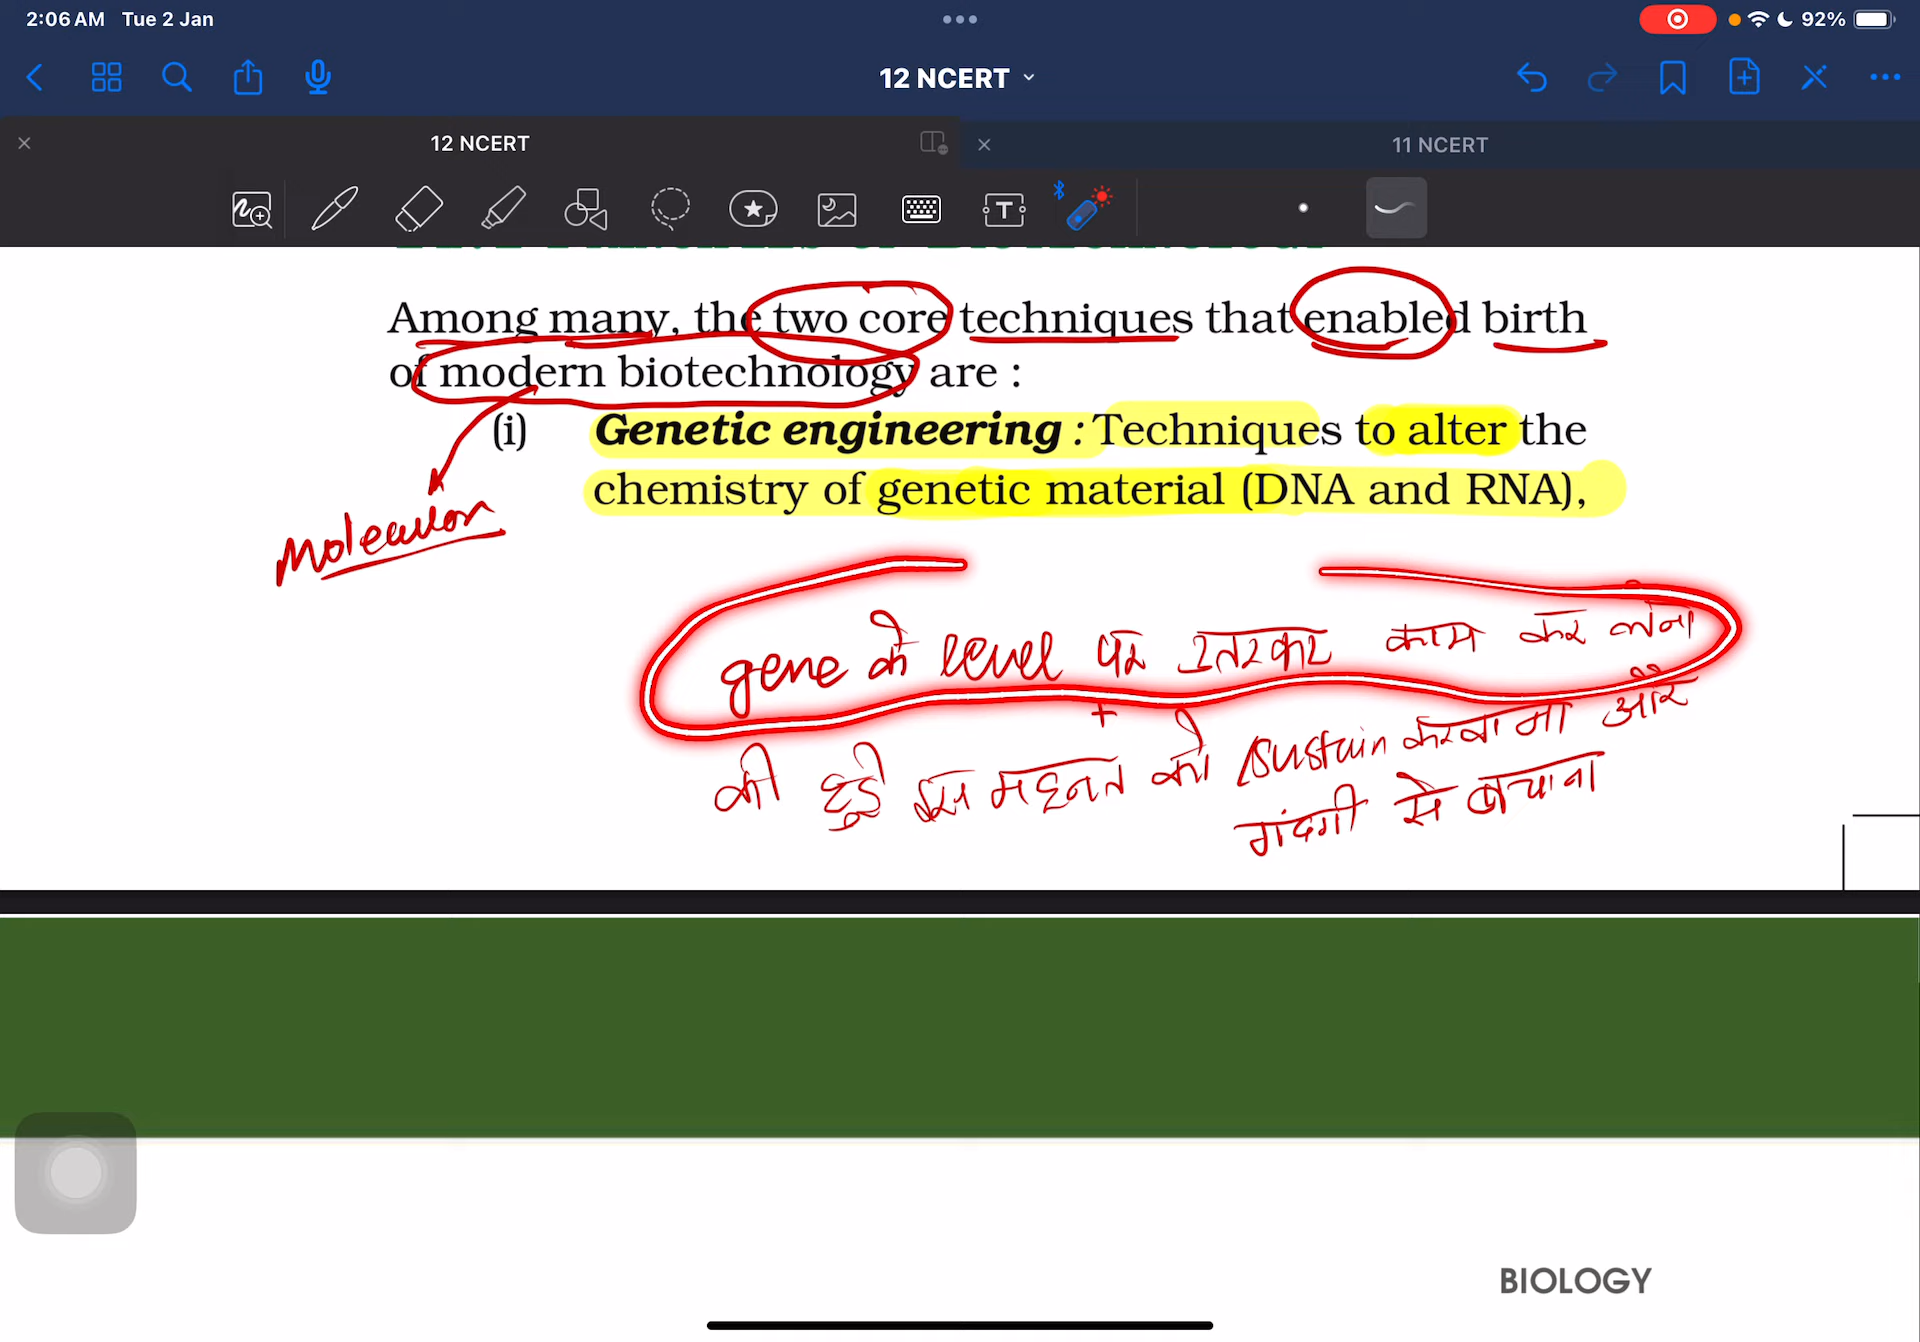 2:06 AM Tue 2 Jan
92%
12 NCERT
12 NCERT
11 NCERT
Among many, the two core techniques that enabled birth
of modern biotechnology are :
(i) Genetic engineering : Techniques to alter the
chemistry of genetic material (DNA and RNA),
Molecular
gene के level पर उतरकर काम कर लेना
+
की हुई इस महनत को sustain करवाना और
गंदगी से बचाना
BIOLOGY